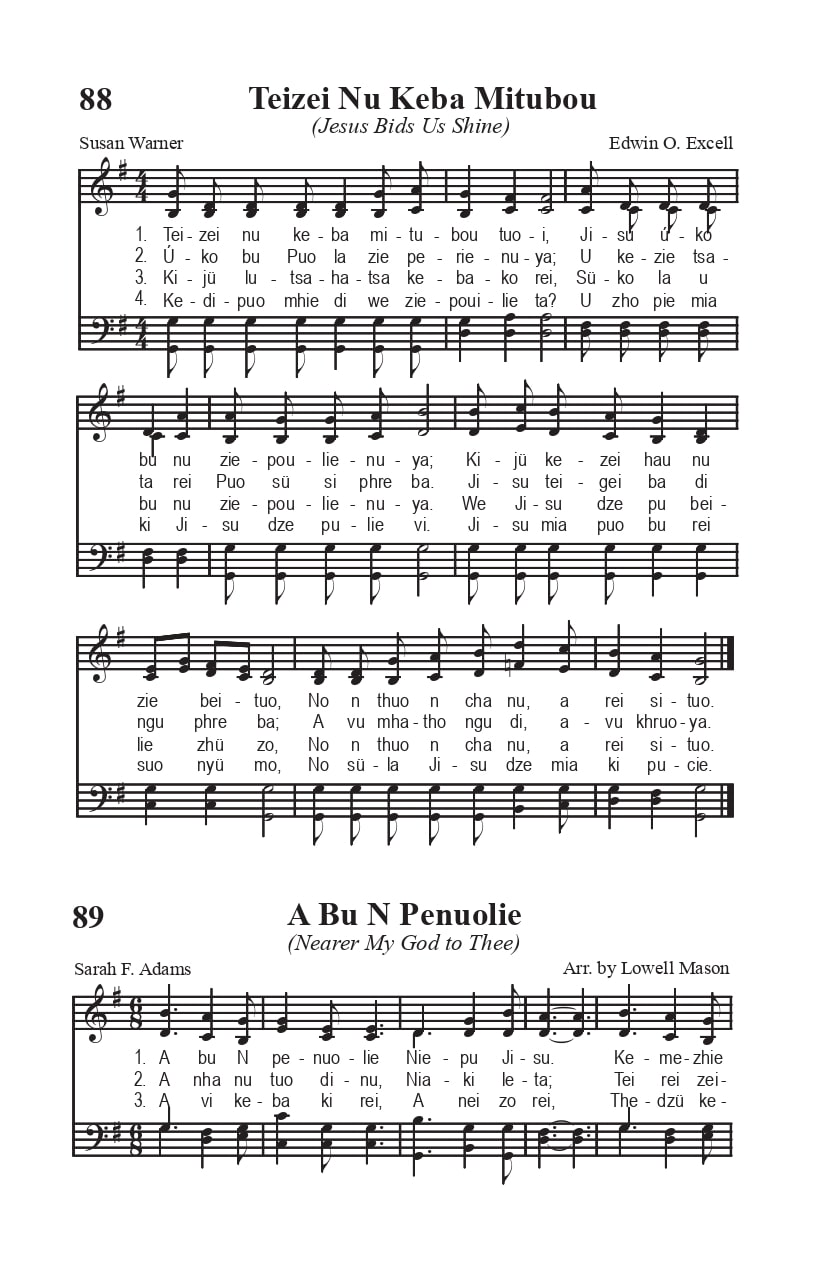 88 Teizei Nu Keba Mitubou
(Jesus Bids Us Shine)
Susan Warner Edwin O. Excell
1. Tei - zei nu ke - ba mi - tu - bou tuo - i, Ji - su ú - ko
2. Ú - ko bu Puo la zie pe - rie - nu - ya; U ke - zie tsa -
3. Ki - jü lu - tsa - ha - tsa ke - ba - ko rei, Sü - ko la u
4. Ke - di - puo mhie di we zie - poui - lie ta? U zho pie mia
bu nu zie - pou - lie - nu - ya; Ki - jü ke - zei hau nu
ta rei Puo sü si phre ba. Ji - su tei - gei ba di
bu nu zie - pou - lie - nu - ya. We Ji - su dze pu bei -
ki Ji - su dze pu - lie vi. Ji - su mia puo bu rei
zie bei - tuo, No n thuo n cha nu, a rei si - tuo.
ngu phre ba; A vu mha - tho ngu di, a - vu khruo - ya.
lie zhü zo, No n thuo n cha nu, a rei si - tuo.
suo nyü mo, No sü - la Ji - su dze mia ki pu - cie.
89 A Bu N Penuolie
(Nearer My God to Thee)
Sarah F. Adams Arr. by Lowell Mason
1. A bu N pe - nuo - lie Nie - pu Ji - su. Ke - me - zhie
2. A nha nu tuo di - nu, Nia - ki le - ta; Tei rei zei -
3. A vi ke - ba ki rei, A nei zo rei, The - dzü ke -